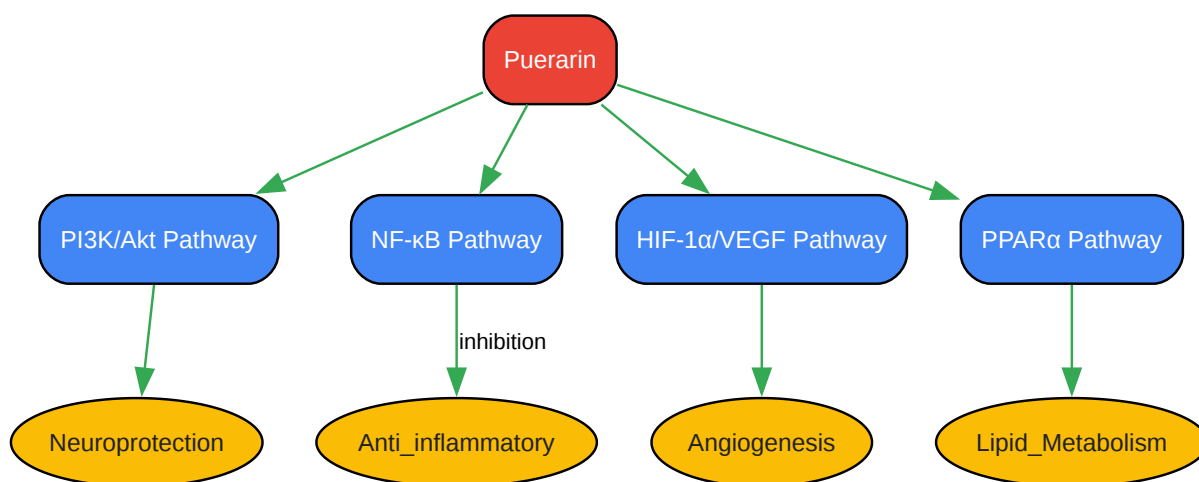 Puerarin
PI3K/Akt Pathway
NF-κB Pathway
HIF-1α/VEGF Pathway
PPARα Pathway
inhibition
Neuroprotection
Anti_inflammatory
Angiogenesis
Lipid_Metabolism